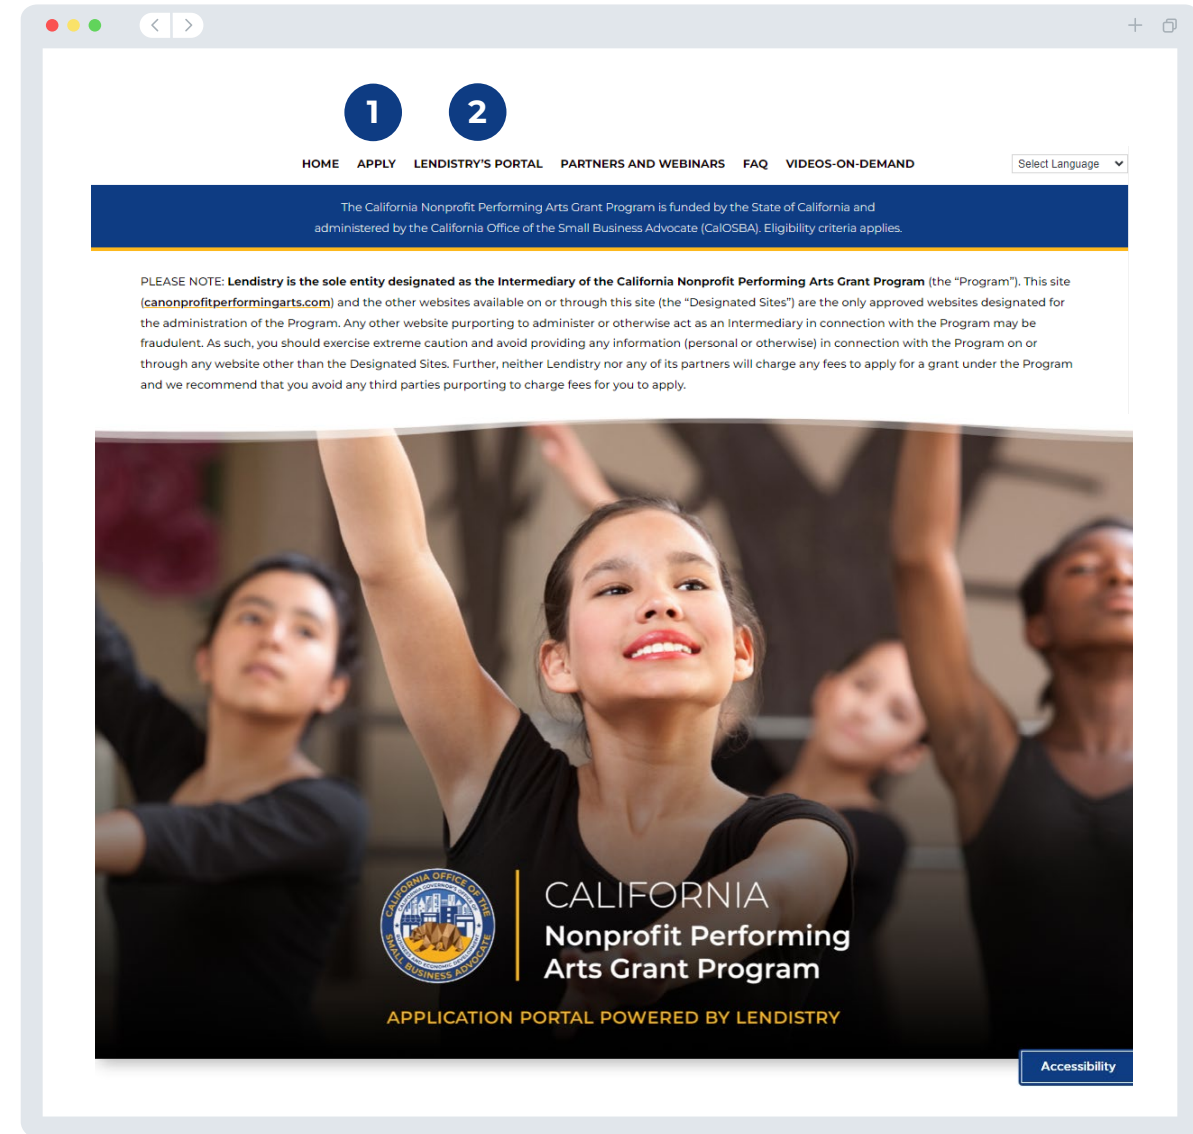 1 2
HOME APPLY LENDISTRY'S PORTAL PARTNERS AND WEBINARS FAQ VIDEOS-ON-DEMAND Select Language
The California Nonprofit Performing Arts Grant Program is funded by the State of California and
administered by the California Office of the Small Business Advocate (CalOSBA). Eligibility criteria applies.
PLEASE NOTE: Lendistry is the sole entity designated as the Intermediary of the California Nonprofit Performing Arts Grant Program (the “Program”). This site
(canonprofitperformingarts.com) and the other websites available on or through this site (the “Designated Sites”) are the only approved websites designated for
the administration of the Program. Any other website purporting to administer or otherwise act as an Intermediary in connection with the Program may be
fraudulent. As such, you should exercise extreme caution and avoid providing any information (personal or otherwise) in connection with the Program on or
through any website other than the Designated Sites. Further, neither Lendistry nor any of its partners will charge any fees to apply for a grant under the Program
and we recommend that you avoid any third parties purporting to charge fees for you to apply.
CALIFORNIA OFFICE OF THE
SMALL BUSINESS ADVOCATE
CALIFORNIA GOVERNOR'S OFFICE OF
BUSINESS AND ECONOMIC DEVELOPMENT
CALIFORNIA
Nonprofit Performing
Arts Grant Program
APPLICATION PORTAL POWERED BY LENDISTRY
Accessibility